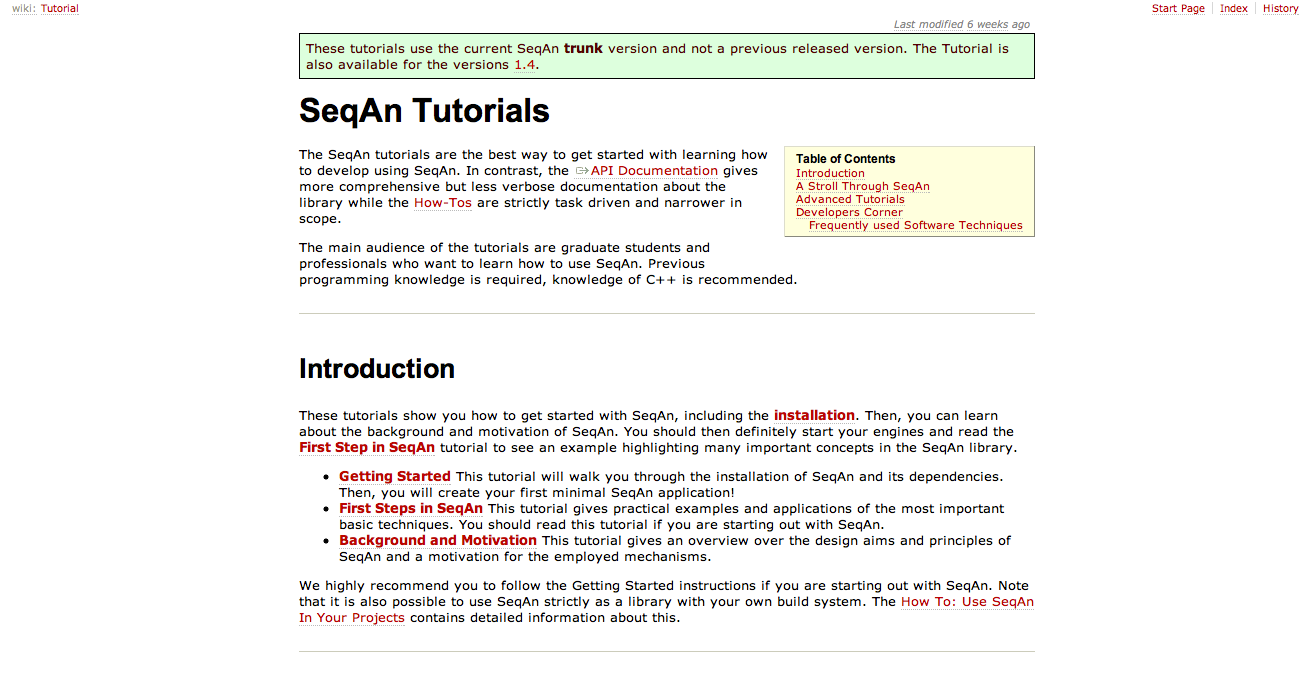 wiki: Tutorial
Start Page Index History
Last modified 6 weeks ago
These tutorials use the current SeqAn trunk version and not a previous released version. The Tutorial is
also available for the versions 1.4.
SeqAn Tutorials
The SeqAn tutorials are the best way to get started with learning how
to develop using SeqAn. In contrast, the API Documentation gives
more comprehensive but less verbose documentation about the
library while the How-Tos are strictly task driven and narrower in
scope.
The main audience of the tutorials are graduate students and
professionals who want to learn how to use SeqAn. Previous
programming knowledge is required, knowledge of C++ is recommended.
Table of Contents
Introduction
A Stroll Through SeqAn
Advanced Tutorials
Developers Corner
Frequently used Software Techniques
Introduction
These tutorials show you how to get started with SeqAn, including the installation. Then, you can learn
about the background and motivation of SeqAn. You should then definitely start your engines and read the
First Step in SeqAn tutorial to see an example highlighting many important concepts in the SeqAn library.
• Getting Started This tutorial will walk you through the installation of SeqAn and its dependencies.
Then, you will create your first minimal SeqAn application!
• First Steps in SeqAn This tutorial gives practical examples and applications of the most important
basic techniques. You should read this tutorial if you are starting out with SeqAn.
• Background and Motivation This tutorial gives an overview over the design aims and principles of
SeqAn and a motivation for the employed mechanisms.
We highly recommend you to follow the Getting Started instructions if you are starting out with SeqAn. Note
that it is also possible to use SeqAn strictly as a library with your own build system. The How To: Use SeqAn
In Your Projects contains detailed information about this.